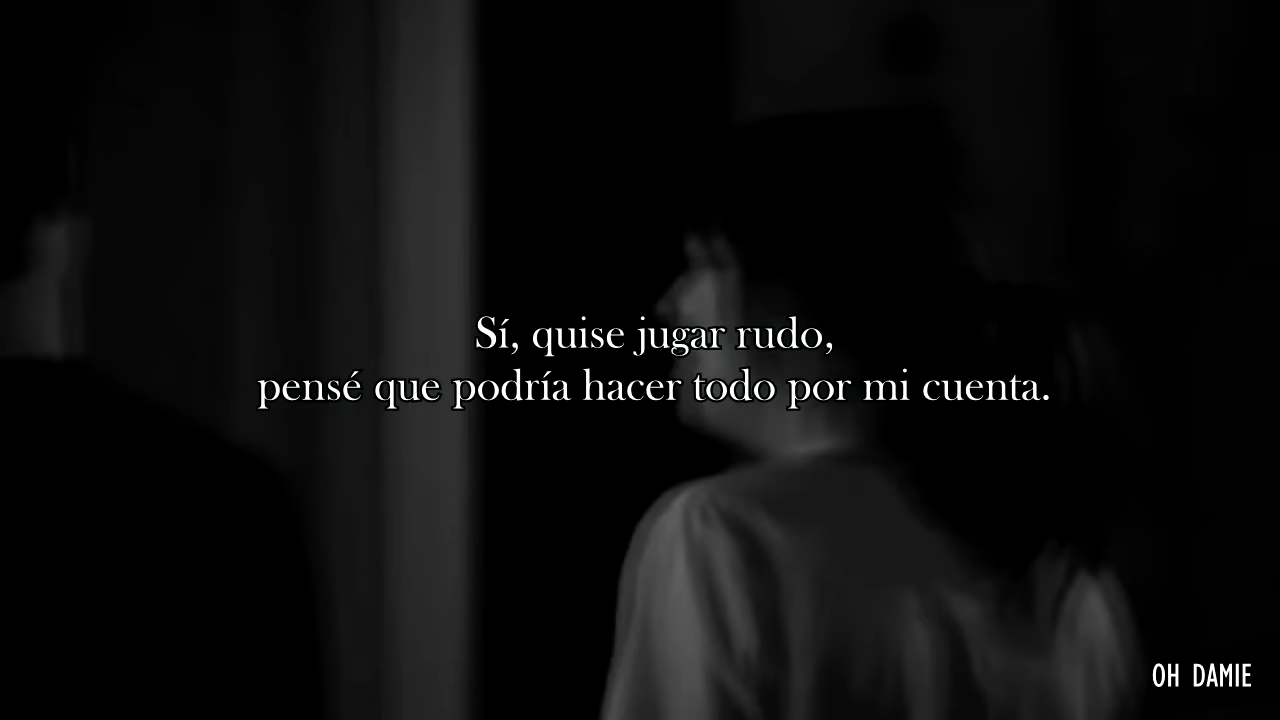 Sí, quise jugar rudo,
pensé que podría hacer todo por mi cuenta.
OH DAMIE